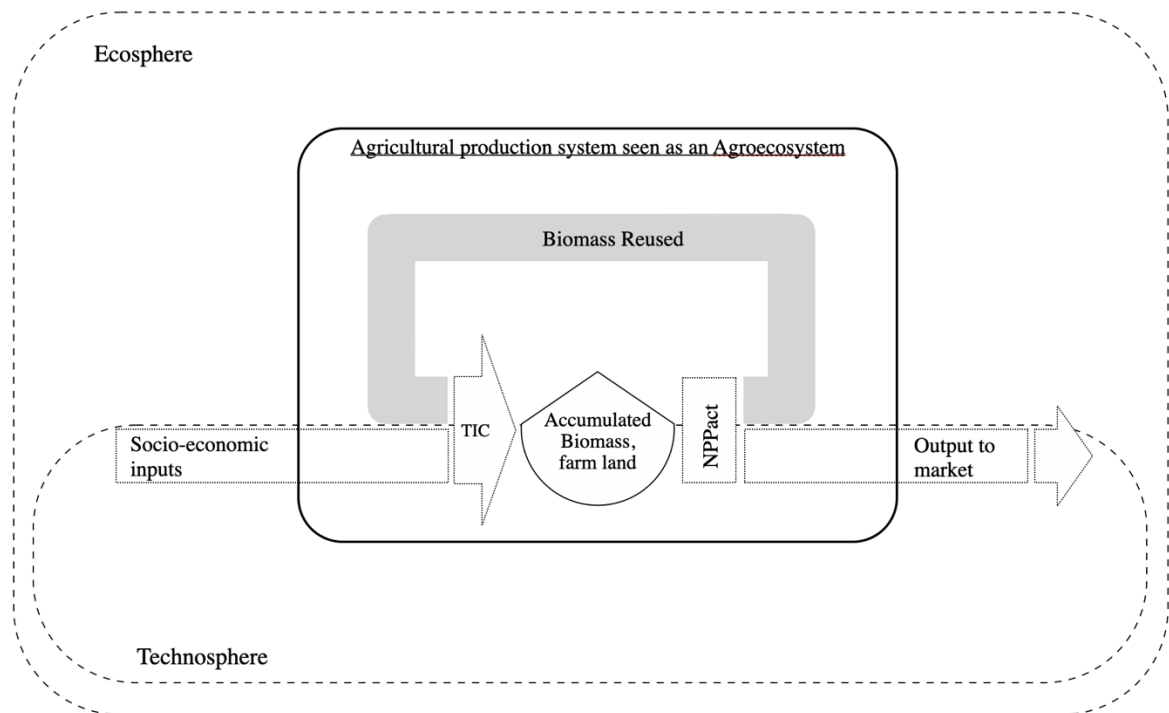 Ecosphere
Agricultural production system seen as an Agroecosystem
Biomass Reused
Socio-economic
inputs
TIC
Accumulated
Biomass,
farm land
NPPact
Output to
market
Technosphere